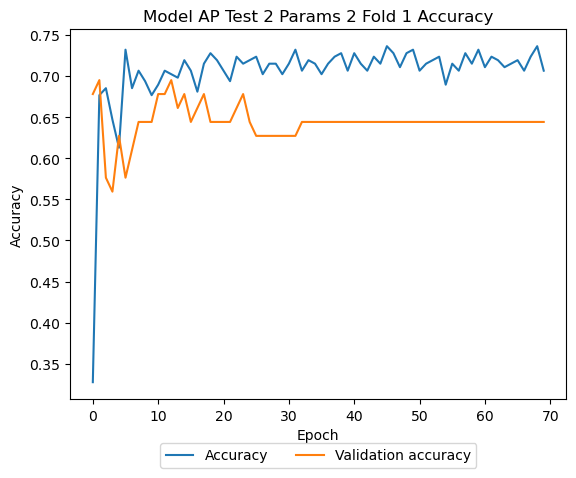 Model AP Test 2 Params 2 Fold 1 Accuracy
0.75
0.70
0.65
0.60
0.55
0.50
0.45
0.40
0.35
Accuracy
0 10 20 30 40 50 60 70
Epoch
Accuracy Validation accuracy